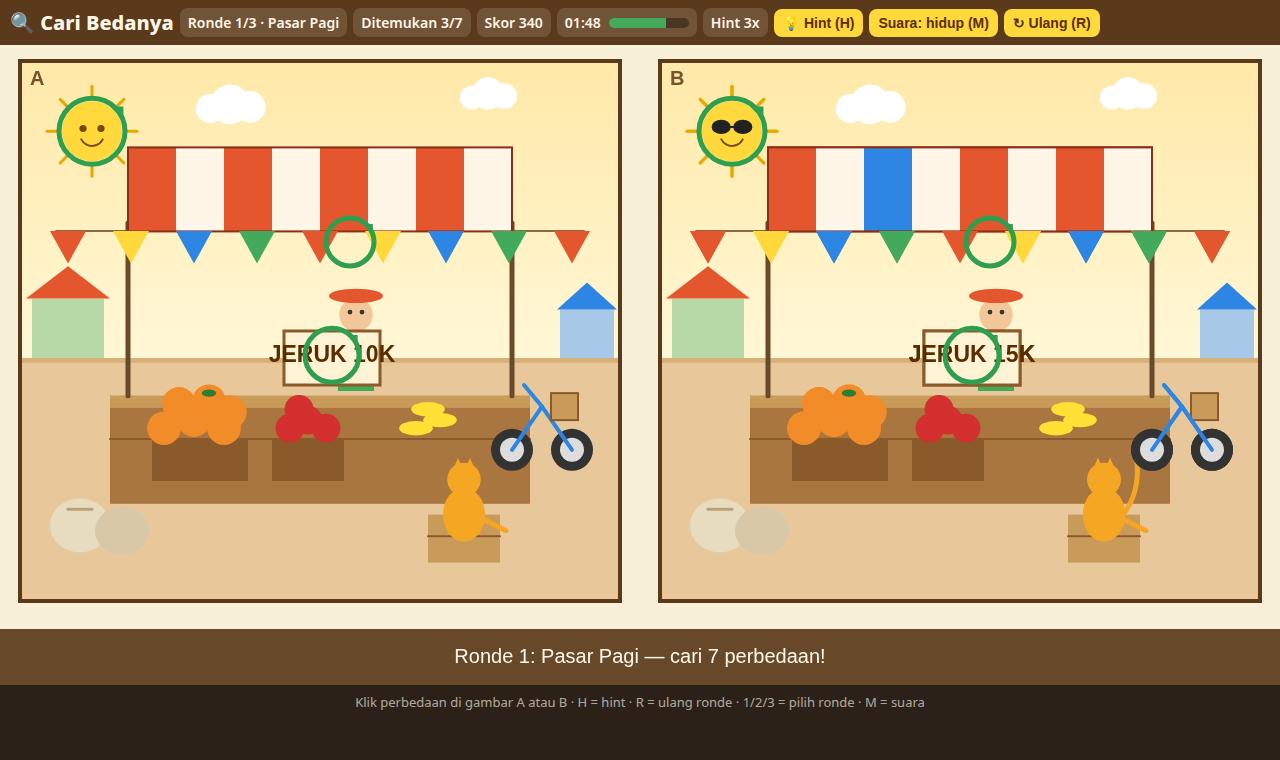 🔍 Cari Bedanya
Ronde 1/3 · Pasar Pagi
Ditemukan 3/7
Skor 340
01:48
Hint 3x
💡 Hint (H)
Suara: hidup (M)
↻ Ulang (R)
A
JERUK 10K
B
JERUK 15K
Ronde 1: Pasar Pagi — cari 7 perbedaan!
Klik perbedaan di gambar A atau B · H = hint · R = ulang ronde · 1/2/3 = pilih ronde · M = suara